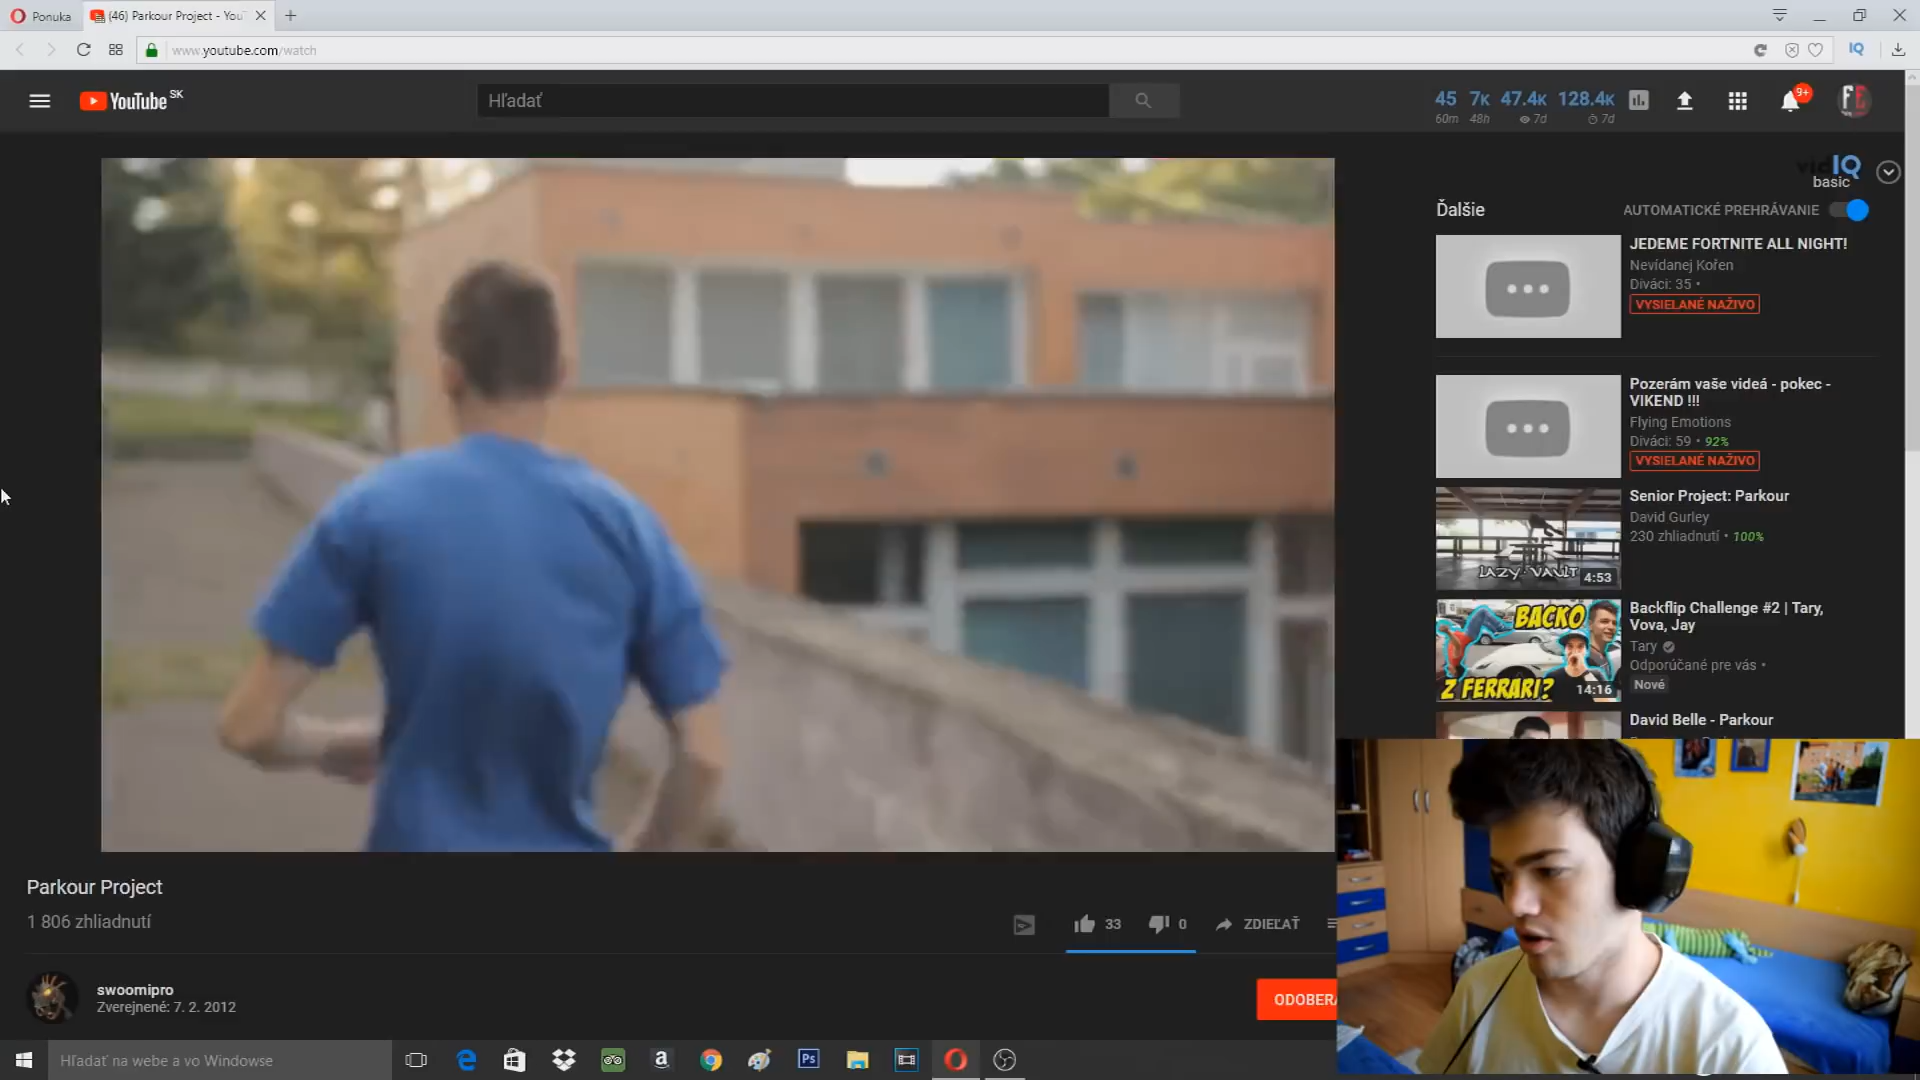 Ponuka
(46) Parkour Project - You
www.youtube.com/watch
IQ
YouTube SK
Hľadať
45 7K 47.4K 128.4K
60m 48h 7d 7d
9+
vidIQ
basic
Ďalšie
AUTOMATICKÉ PREHRÁVANIE
JEDEME FORTNITE ALL NIGHT!
Nevídanej Kořen
Diváci: 35 •
VYSIELANÉ NAŽIVO
Pozerám vaše videá - pokec -
VIKEND !!!
Flying Emotions
Diváci: 59 • 92%
VYSIELANÉ NAŽIVO
LAZY VAULT
4:53
Senior Project: Parkour
David Gurley
230 zhliadnutí • 100%
BACKO
Z FERRARI?
14:16
Backflip Challenge #2 | Tary,
Vova, Jay
Tary
Odporúčané pre vás •
Nové
David Belle - Parkour
Parkour Project
1 806 zhliadnutí
33
0
ZDIEĽAŤ
swoomipro
Zverejnené: 7. 2. 2012
ODOBERA
Hľadať na webe a vo Windowse
Ps